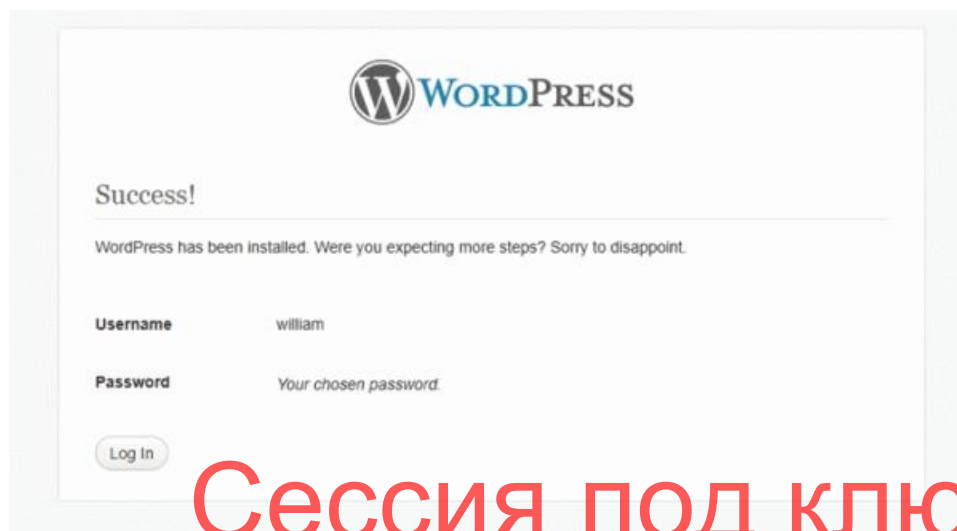 WORDPRESS
Success!
WordPress has been installed. Were you expecting more steps? Sorry to disappoint.
Username william
Password Your chosen password.
Log In
Сессия под